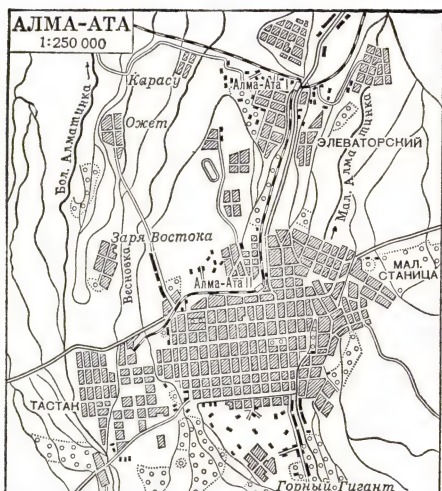 АЛМА-АТА
1:250 000
Карасу
Алма-Ата I
Ожет
ЭЛЕВАТОРСКИЙ
Бол. Алматинка
Мал. Алматинка
Заря Востока
Весновка
МАЛ.
СТАНИЦА
Алма-Ата II
ТАСТАН
Горный Гигант